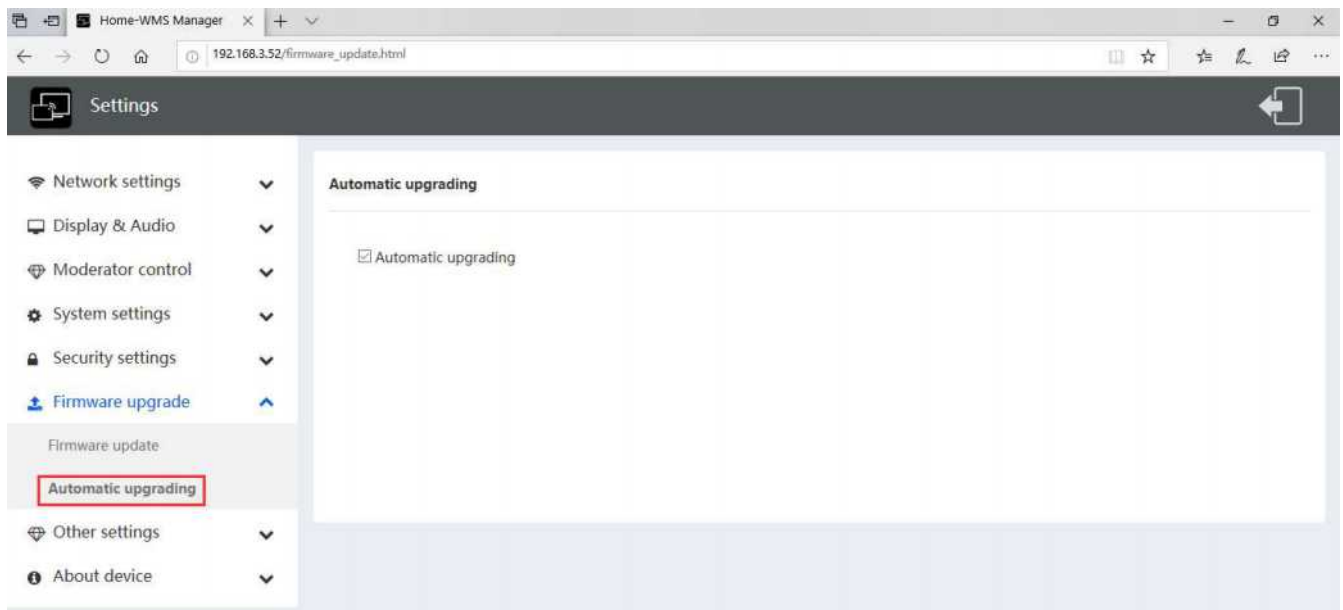 Home-WMS Manager
192.168.3.52/firmware_update.html
Settings
Network settings
Display & Audio
Moderator control
System settings
Security settings
Firmware upgrade
Firmware update
Automatic upgrading
Other settings
About device
Automatic upgrading
Automatic upgrading